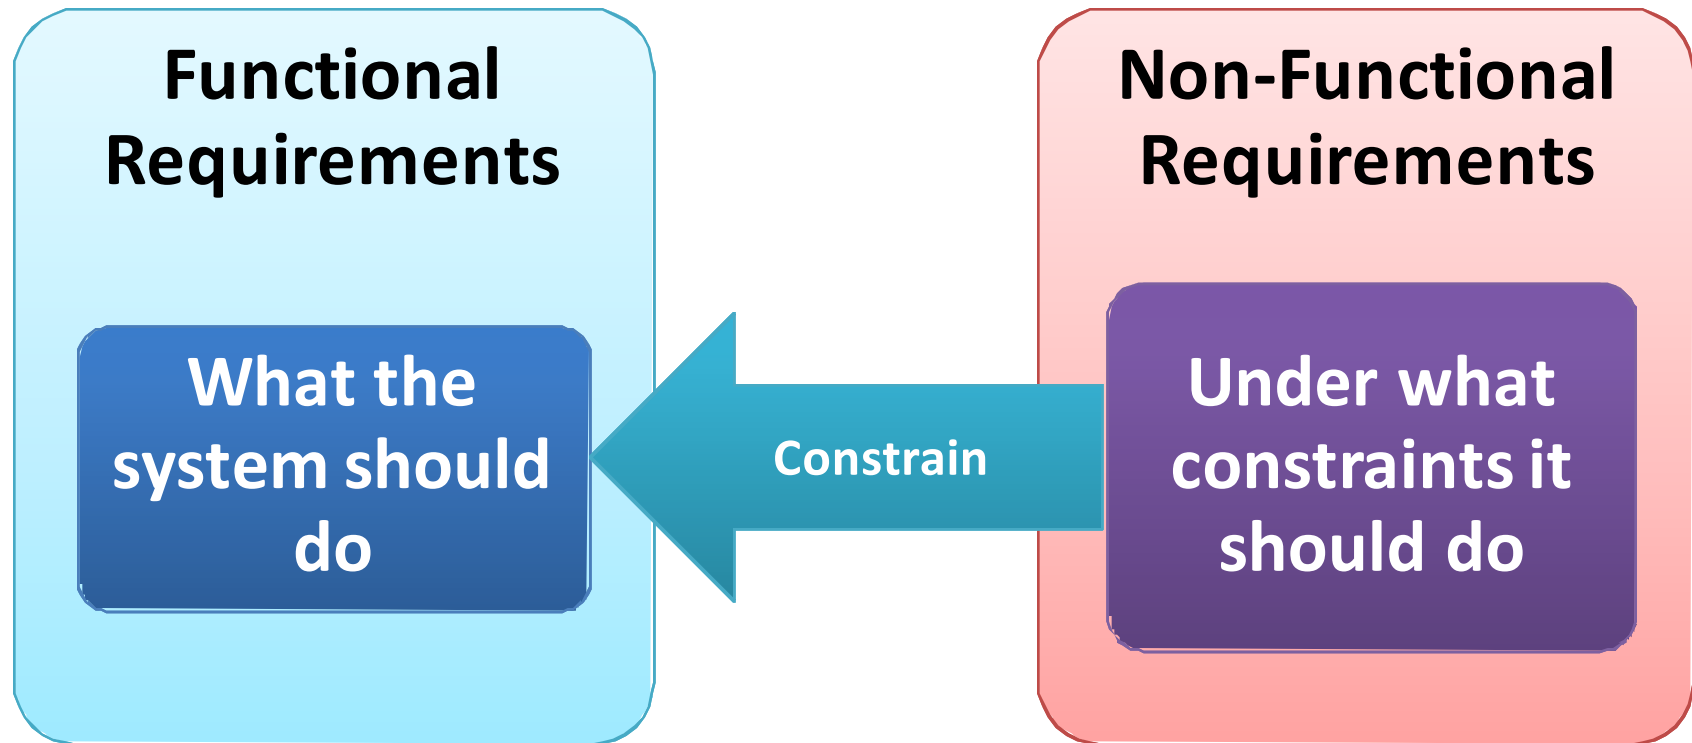 Functional
Requirements
What the
system should
do
Constrain
Non-Functional
Requirements
Under what
constraints it
should do